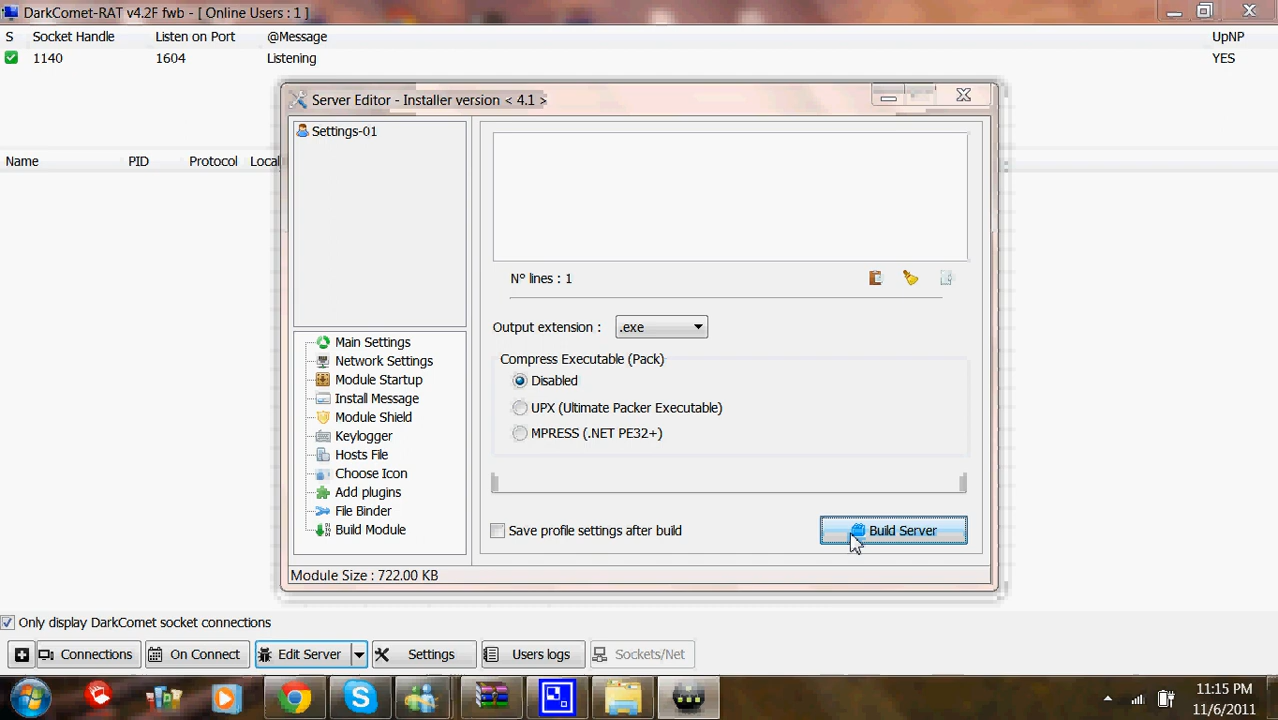 DarkComet-RAT v4.2F fwb - [ Online Users : 1 ]
S Socket Handle Listen on Port @Message UpNP
1140 1604 Listening YES
Server Editor - Installer version < 4.1 >
Settings-01
Name PID Protocol Local
N° lines : 1
Output extension : .exe
Compress Executable (Pack)
Disabled
UPX (Ultimate Packer Executable)
MPRESS (.NET PE32+)
Main Settings
Network Settings
Module Startup
Install Message
Module Shield
Keylogger
Hosts File
Choose Icon
Add plugins
File Binder
Build Module
Save profile settings after build Build Server
Module Size : 722.00 KB
Only display DarkComet socket connections
Connections On Connect Edit Server Settings Users logs Sockets/Net
11:15 PM
11/6/2011